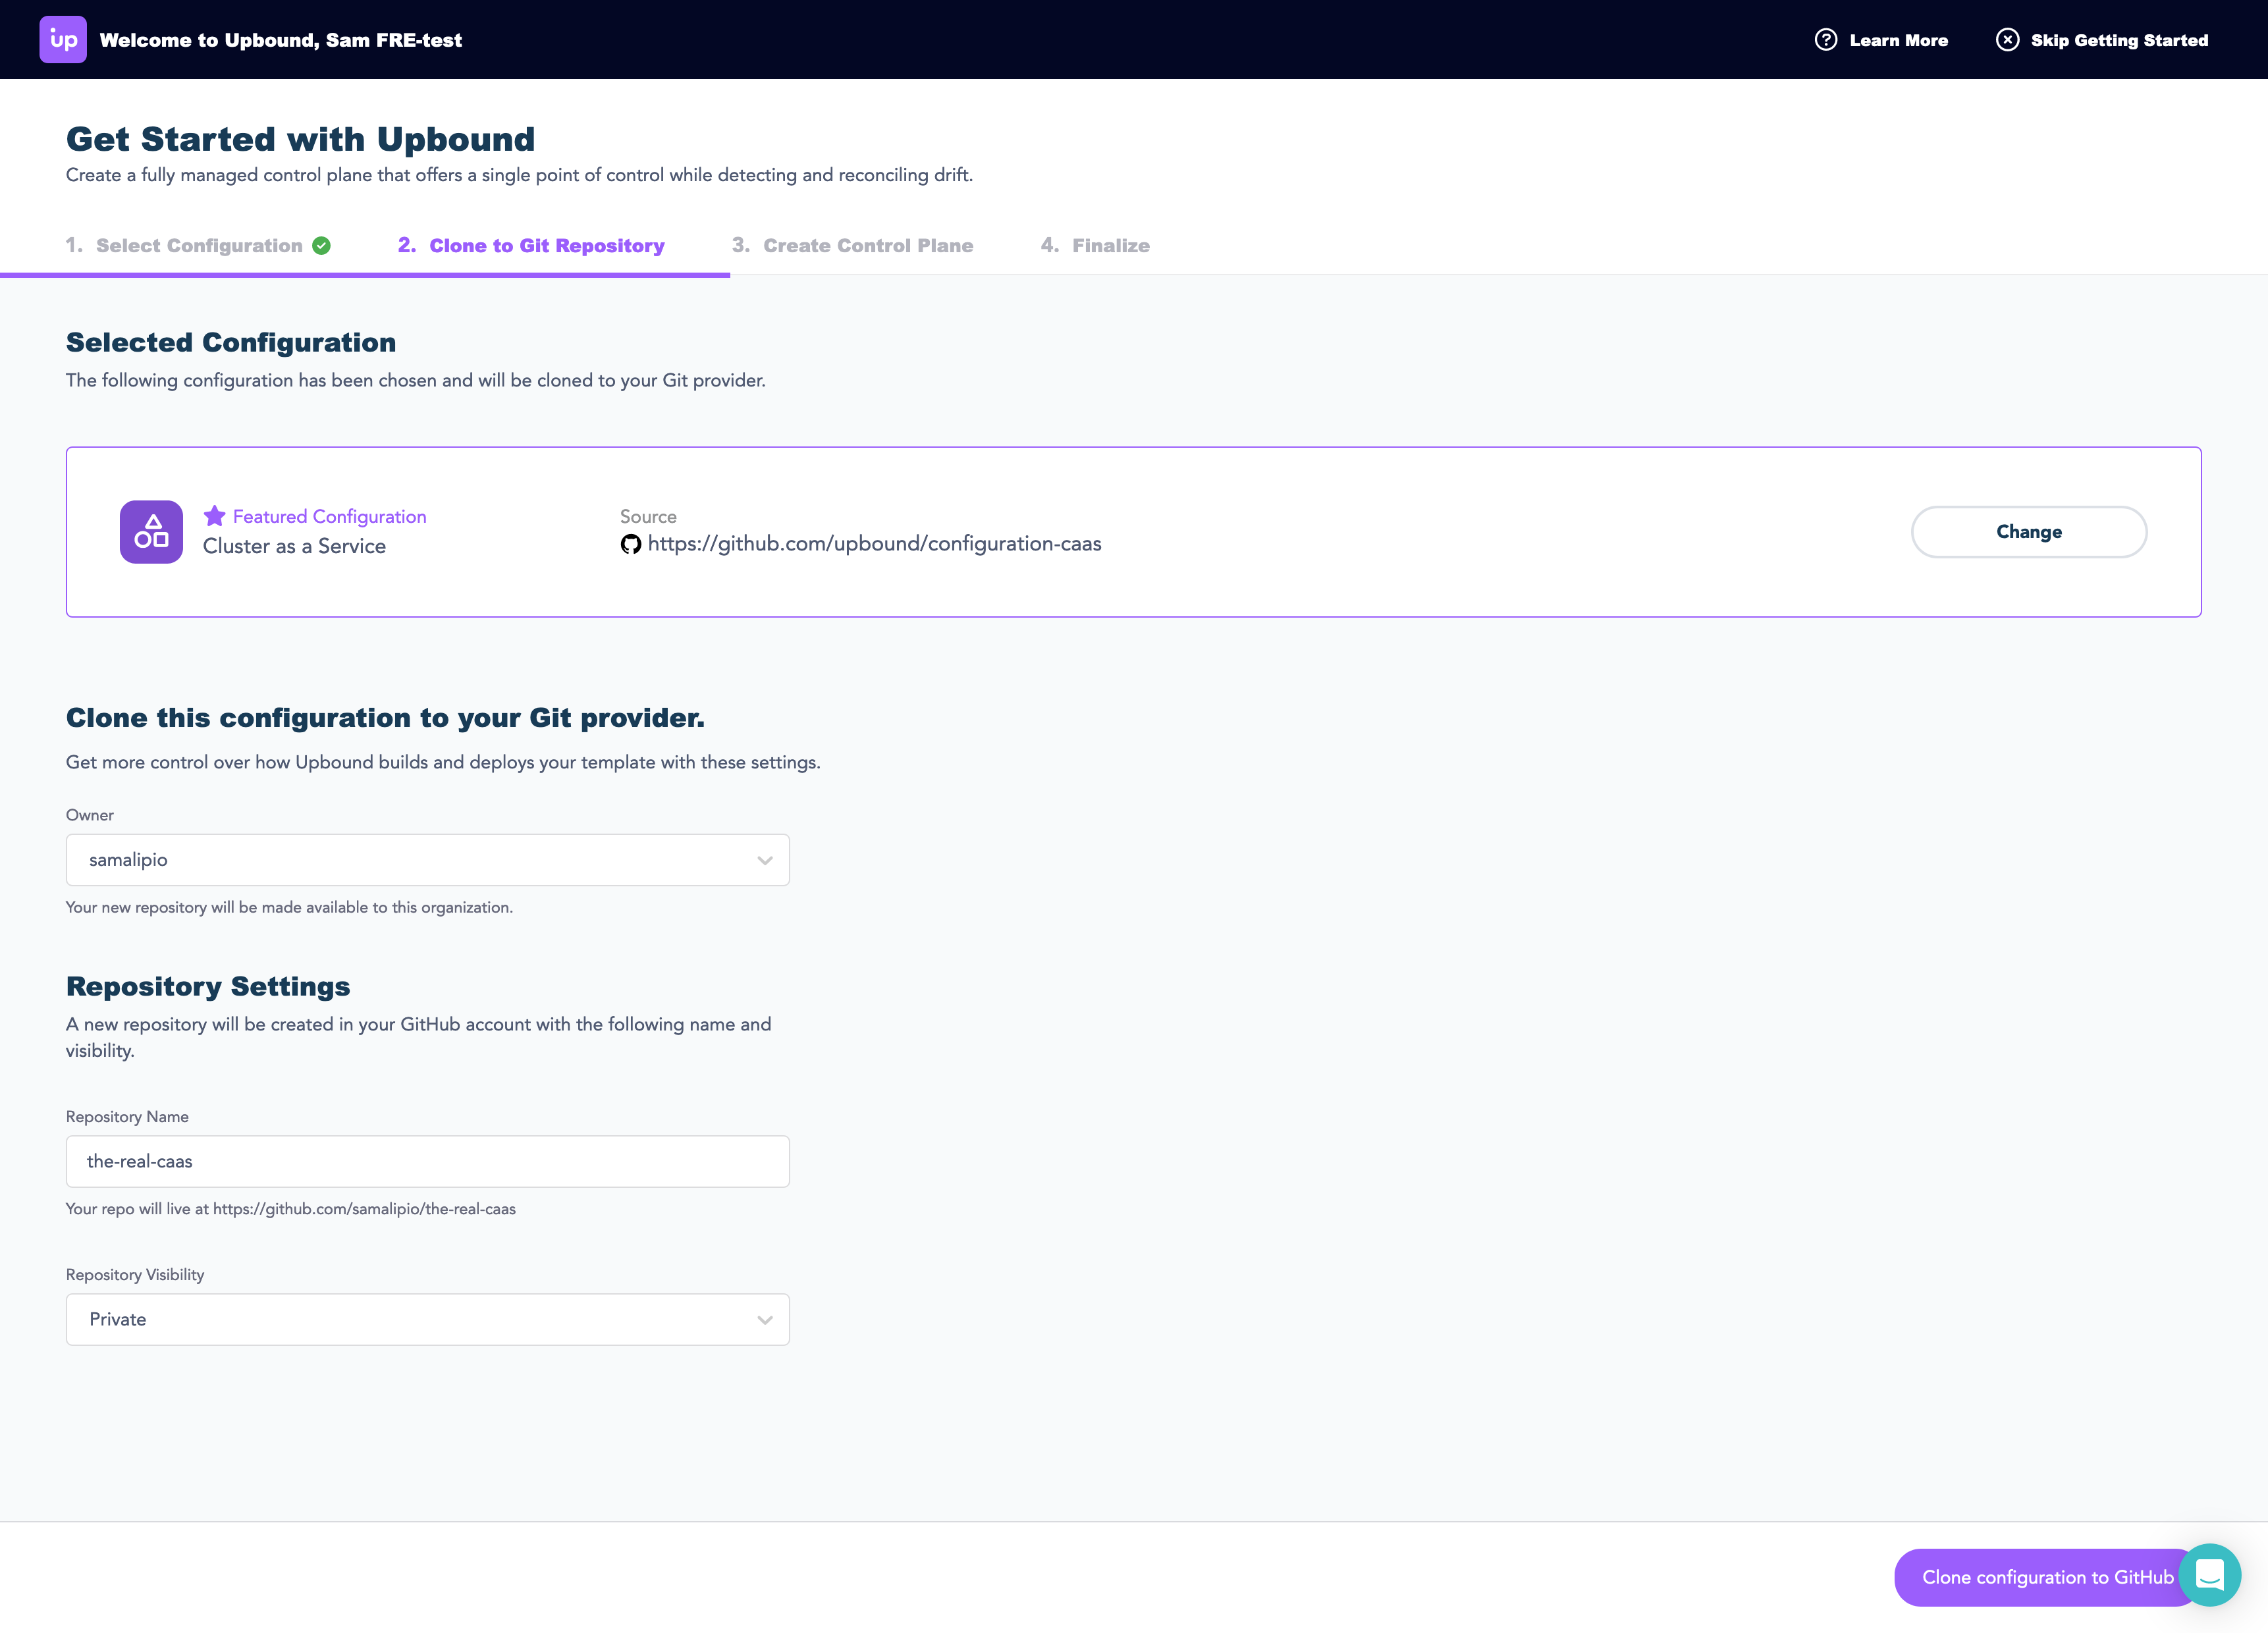 up Welcome to Upbound, Sam FRE-test
Learn More
Skip Getting Started
Get Started with Upbound
Create a fully managed control plane that offers a single point of control while detecting and reconciling drift.
1. Select Configuration
2. Clone to Git Repository
3. Create Control Plane
4. Finalize
Selected Configuration
The following configuration has been chosen and will be cloned to your Git provider.
Featured Configuration
Cluster as a Service
Source
https://github.com/upbound/configuration-caas
Change
Clone this configuration to your Git provider.
Get more control over how Upbound builds and deploys your template with these settings.
Owner
samalipio
Your new repository will be made available to this organization.
Repository Settings
A new repository will be created in your GitHub account with the following name and
visibility.
Repository Name
the-real-caas
Your repo will live at https://github.com/samalipio/the-real-caas
Repository Visibility
Private
Clone configuration to GitHub